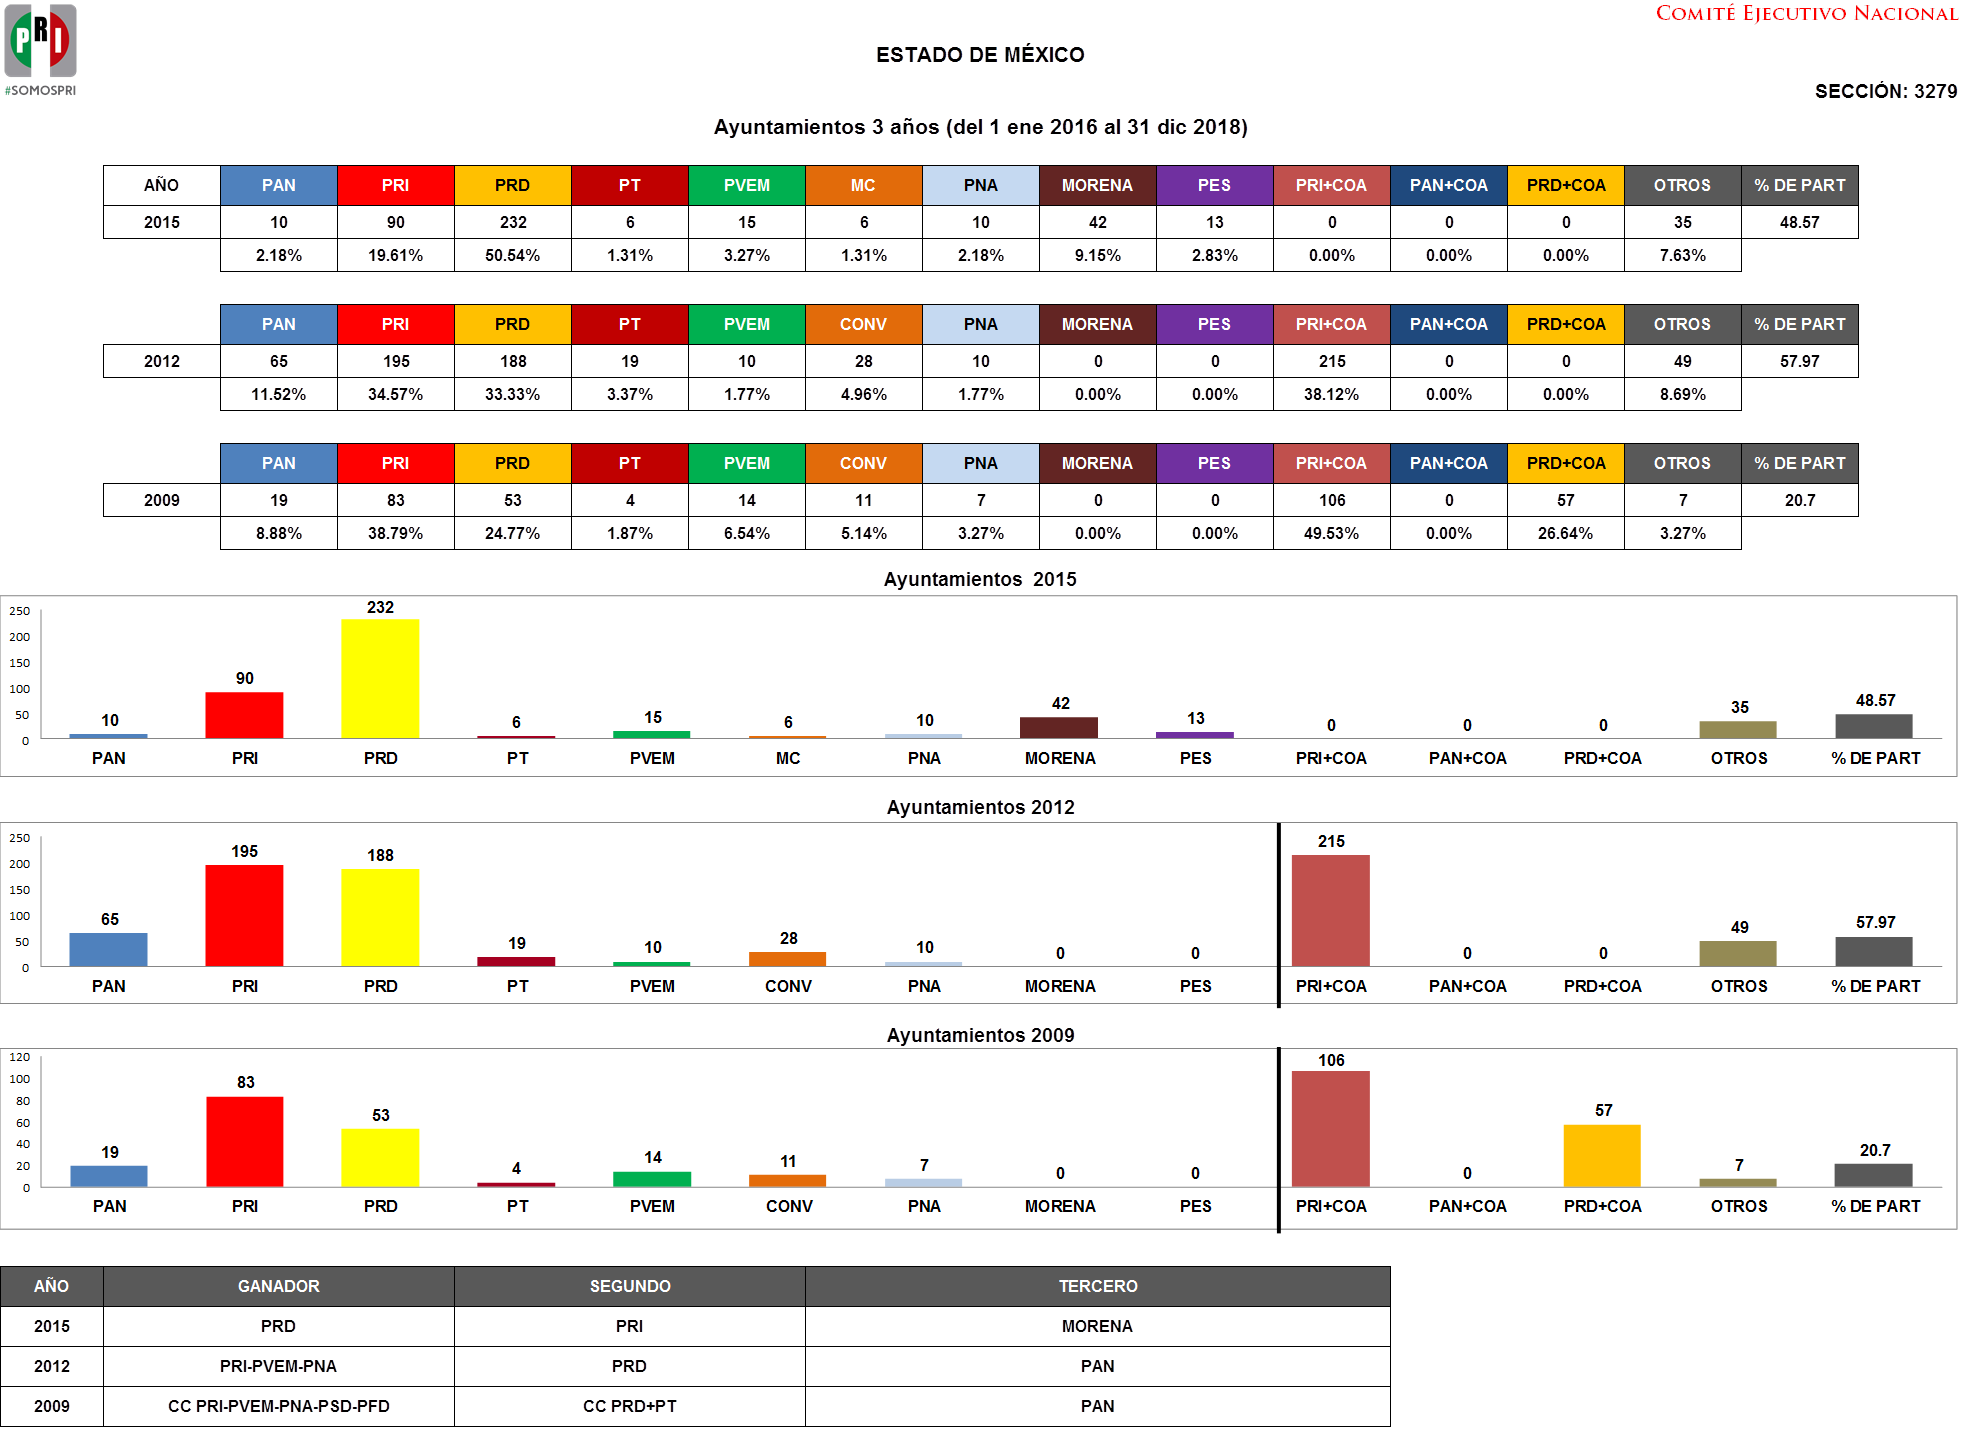 PRI
#SOMOSPRI
COMITÉ EJECUTIVO NACIONAL
ESTADO DE MÉXICO
SECCIÓN: 3279
Ayuntamientos 3 años (del 1 ene 2016 al 31 dic 2018)
AÑO PAN PRI PRD PT PVEM MC PNA MORENA PES PRI+COA PAN+COA PRD+COA OTROS % DE PART
2015 10 90 232 6 15 6 10 42 13 0 0 0 35 48.57
2.18% 19.61% 50.54% 1.31% 3.27% 1.31% 2.18% 9.15% 2.83% 0.00% 0.00% 0.00% 7.63%
PAN PRI PRD PT PVEM CONV PNA MORENA PES PRI+COA PAN+COA PRD+COA OTROS % DE PART
2012 65 195 188 19 10 28 10 0 0 215 0 0 49 57.97
11.52% 34.57% 33.33% 3.37% 1.77% 4.96% 1.77% 0.00% 0.00% 38.12% 0.00% 0.00% 8.69%
PAN PRI PRD PT PVEM CONV PNA MORENA PES PRI+COA PAN+COA PRD+COA OTROS % DE PART
2009 19 83 53 4 14 11 7 0 0 106 0 57 7 20.7
8.88% 38.79% 24.77% 1.87% 6.54% 5.14% 3.27% 0.00% 0.00% 49.53% 0.00% 26.64% 3.27%
Ayuntamientos 2015
250
200
150
100
50
0
10 90 232 6 15 6 10 42 13 0 0 0 35 48.57
PAN PRI PRD PT PVEM MC PNA MORENA PES PRI+COA PAN+COA PRD+COA OTROS % DE PART
Ayuntamientos 2012
250
200
150
100
50
0
65 195 188 19 10 28 10 0 0 215 0 0 49 57.97
PAN PRI PRD PT PVEM CONV PNA MORENA PES PRI+COA PAN+COA PRD+COA OTROS % DE PART
Ayuntamientos 2009
120
100
80
60
40
20
0
19 83 53 4 14 11 7 0 0 106 0 57 7 20.7
PAN PRI PRD PT PVEM CONV PNA MORENA PES PRI+COA PAN+COA PRD+COA OTROS % DE PART
AÑO GANADOR SEGUNDO TERCERO
2015 PRD PRI MORENA
2012 PRI-PVEM-PNA PRD PAN
2009 CC PRI-PVEM-PNA-PSD-PFD CC PRD+PT PAN